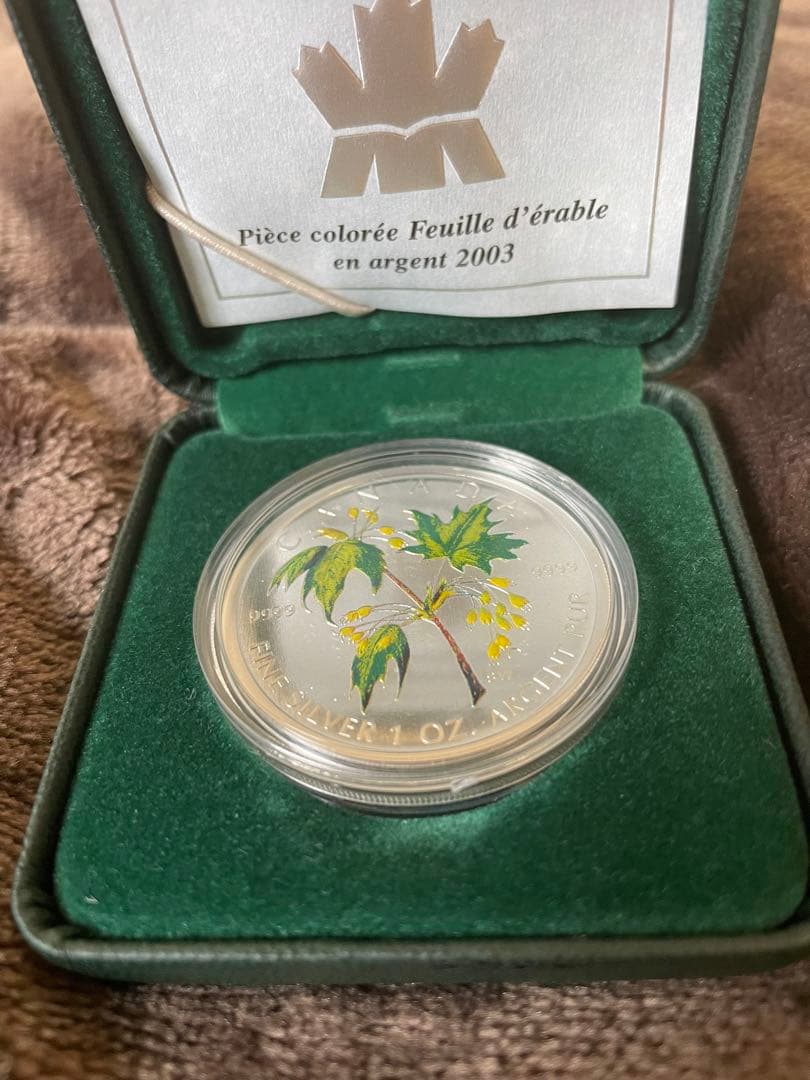 Pièce colorée Feuille d'érable
en argent 2003
CANADA
9999 9999
FINE SILVER 1 OZ. ARGENT PUR